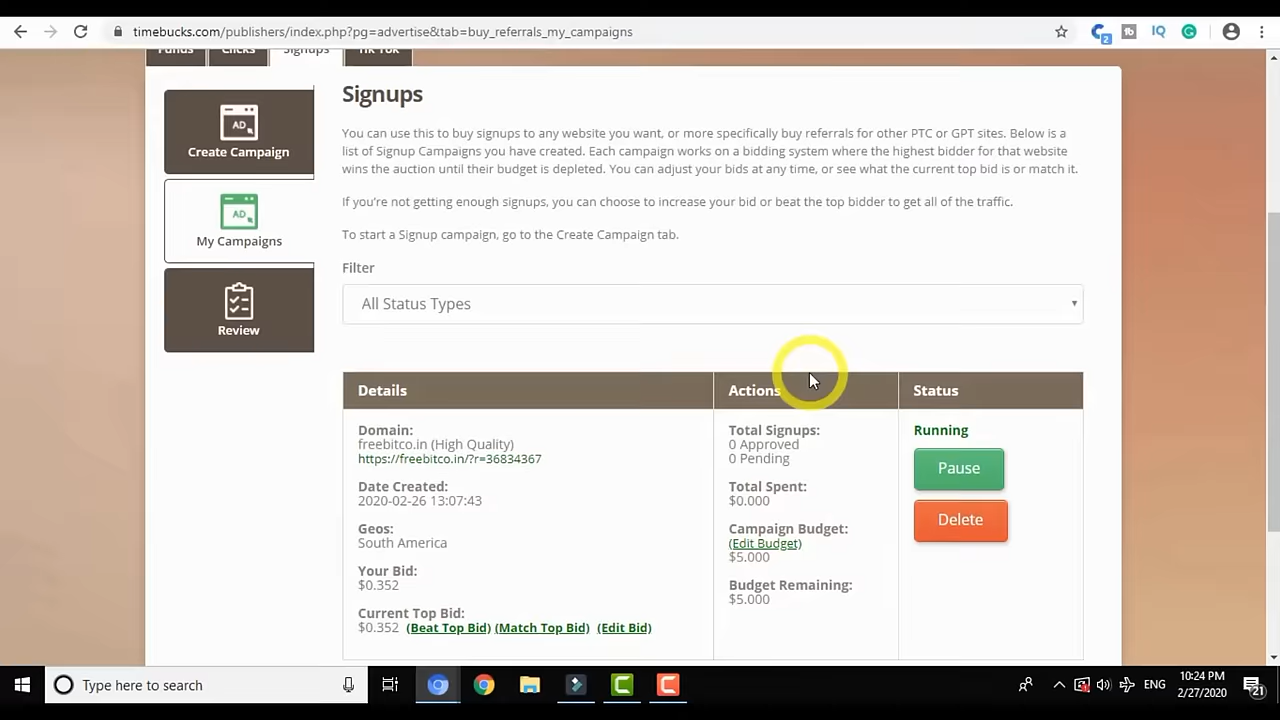 timebucks.com/publishers/index.php?pg=advertise&tab=buy_referrals_my_campaigns
2
tb
IQ
Funds Clicks Signups Tik Tok
AD
Create Campaign
AD
My Campaigns
Review
Signups
You can use this to buy signups to any website you want, or more specifically buy referrals for other PTC or GPT sites. Below is a
list of Signup Campaigns you have created. Each campaign works on a bidding system where the highest bidder for that website
wins the auction until their budget is depleted. You can adjust your bids at any time, or see what the current top bid is or match it.
If you're not getting enough signups, you can choose to increase your bid or beat the top bidder to get all of the traffic.
To start a Signup campaign, go to the Create Campaign tab.
Filter
All Status Types
Details Actions Status
Domain:
freebitco.in (High Quality)
https://freebitco.in/?r=36834367
Date Created:
2020-02-26 13:07:43
Geos:
South America
Your Bid:
$0.352
Current Top Bid:
$0.352 (Beat Top Bid) (Match Top Bid) (Edit Bid)
Total Signups:
0 Approved
0 Pending
Total Spent:
$0.000
Campaign Budget:
(Edit Budget)
$5.000
Budget Remaining:
$5.000
Running
Pause
Delete
Type here to search
ENG
10:24 PM
2/27/2020
21